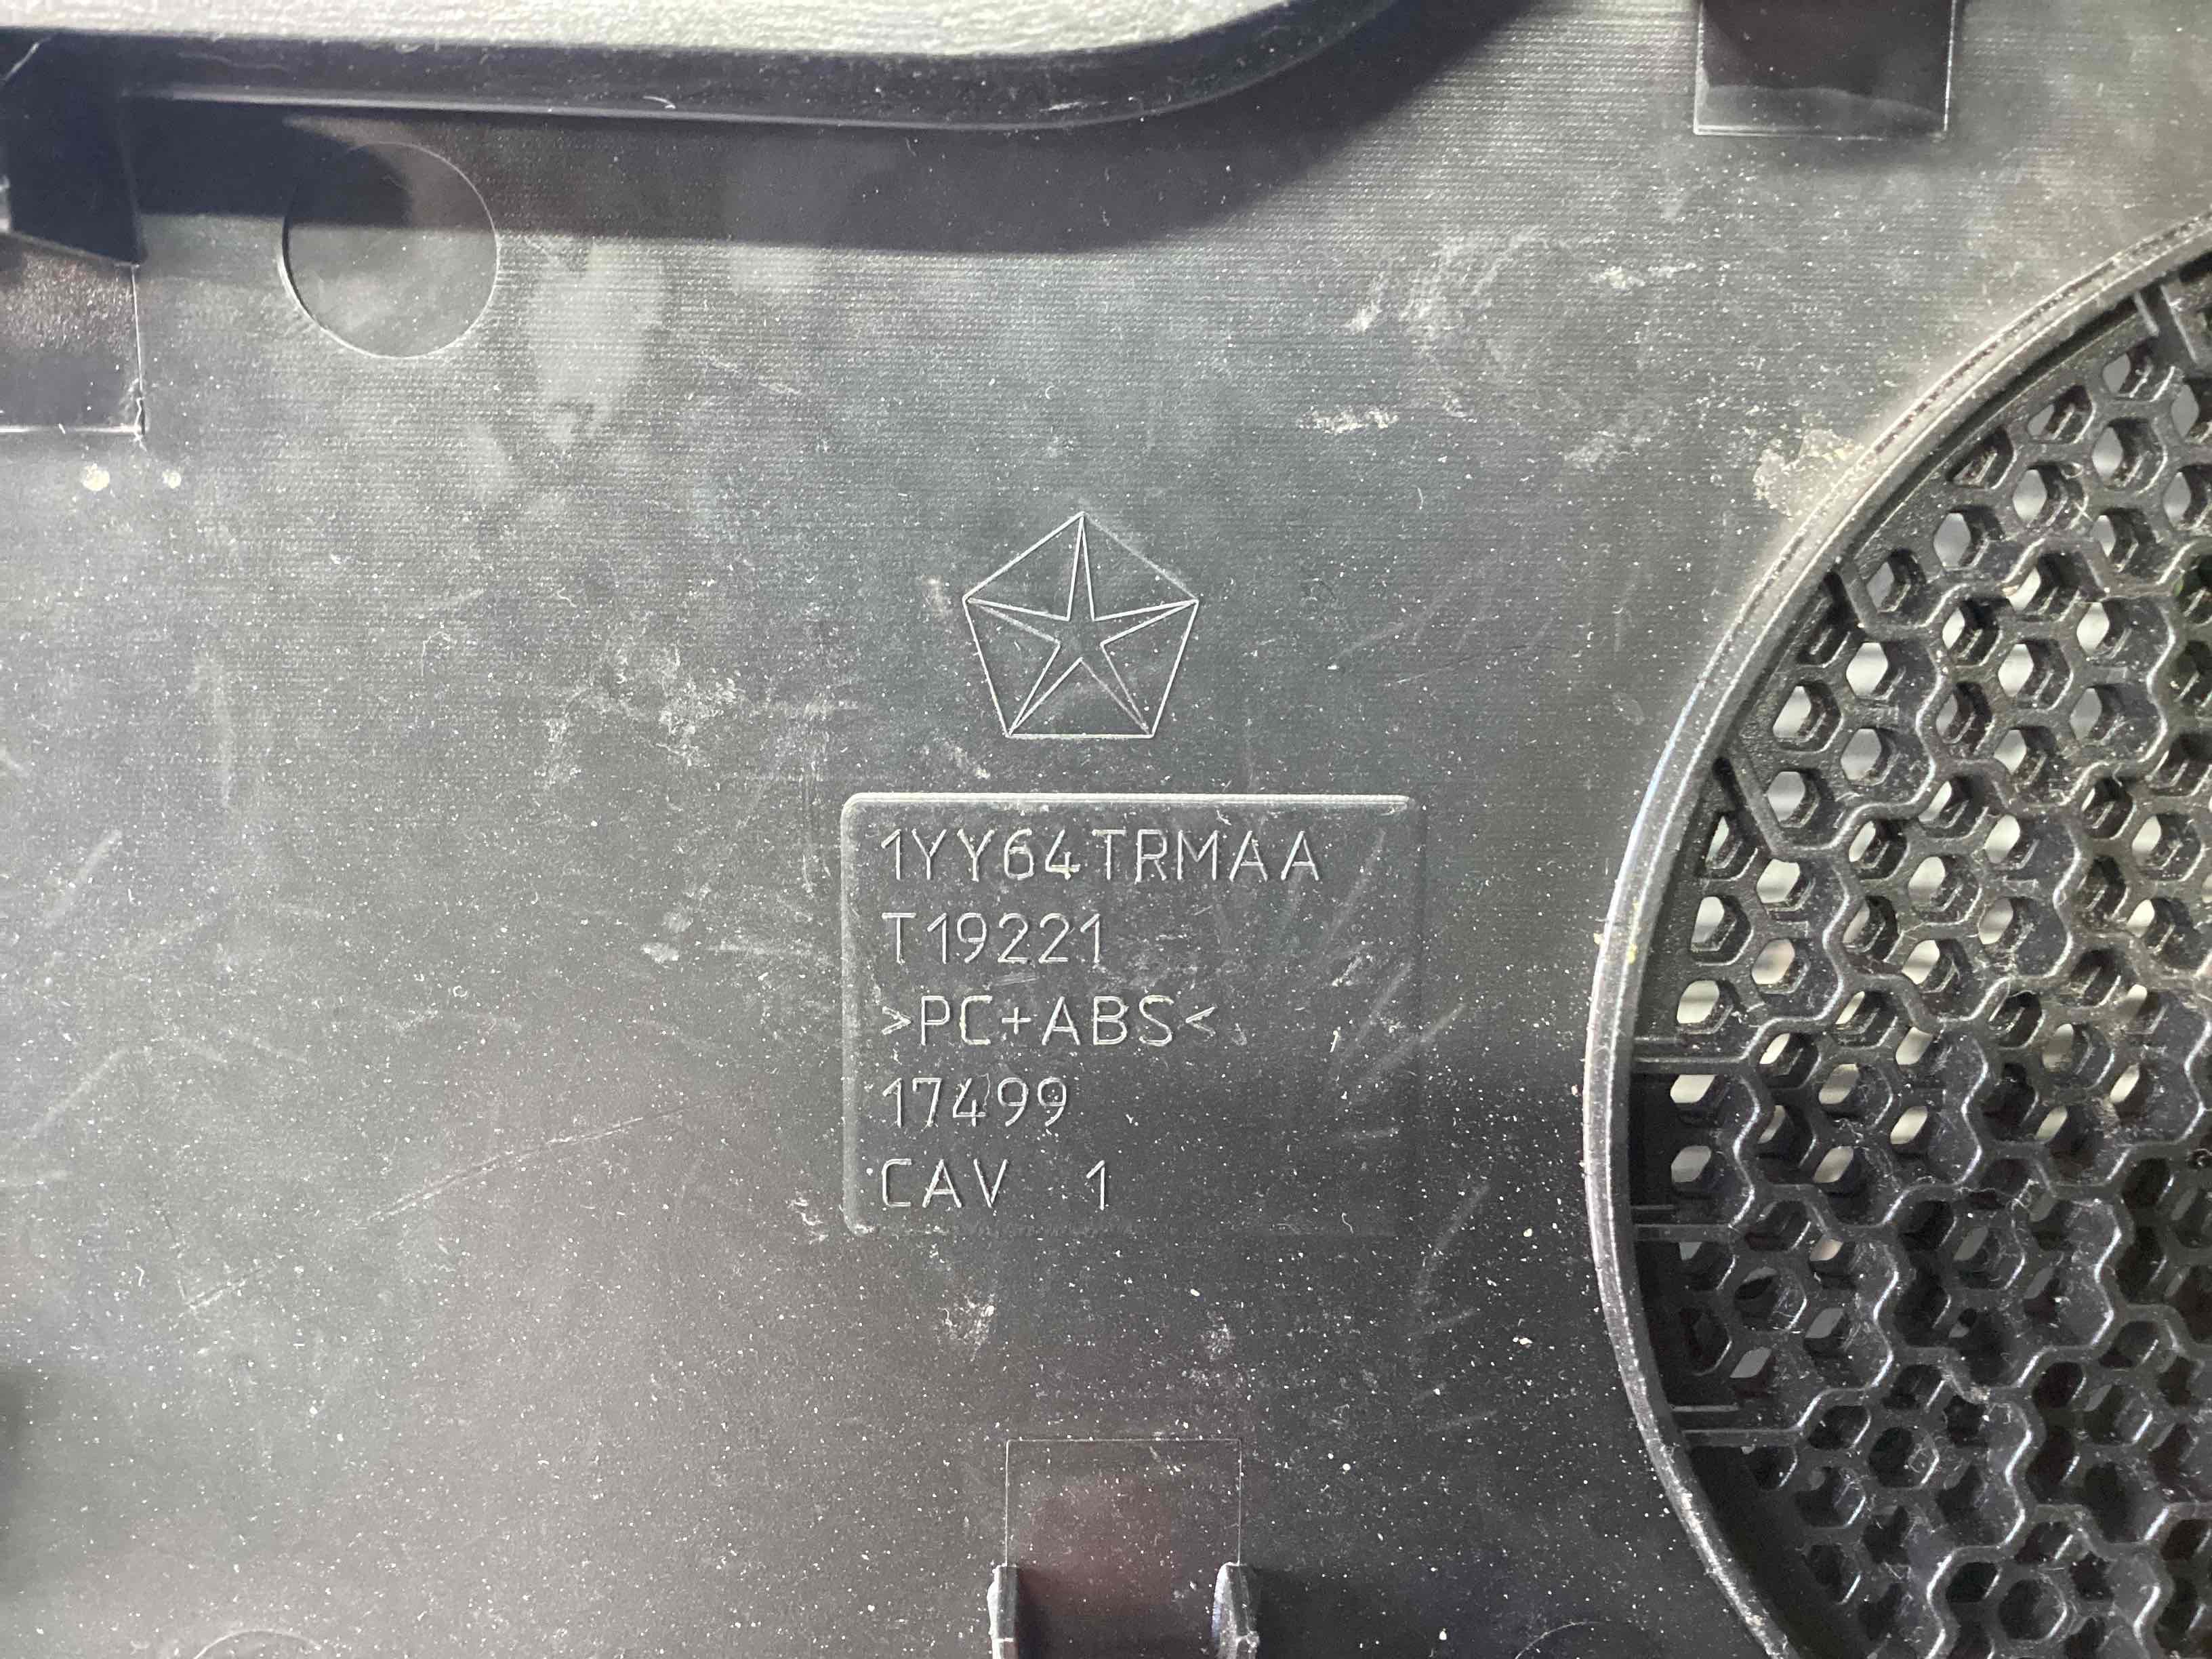 1YY64TRMAA
T19221
>PC+ABS<
17499
CAV 1